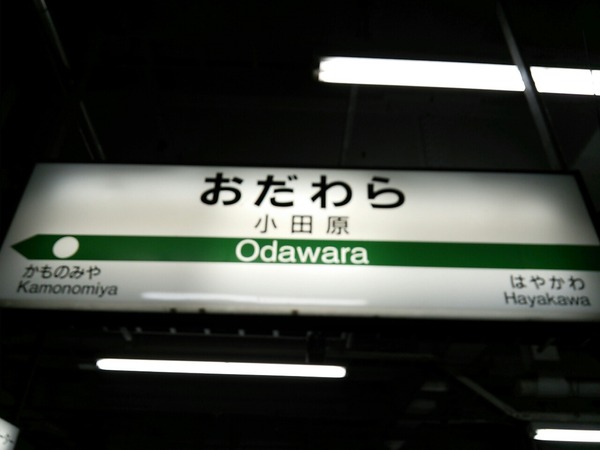 おだわら
小田原
Odawara
かものみや
Kamonomiya
はやかわ
Hayakawa